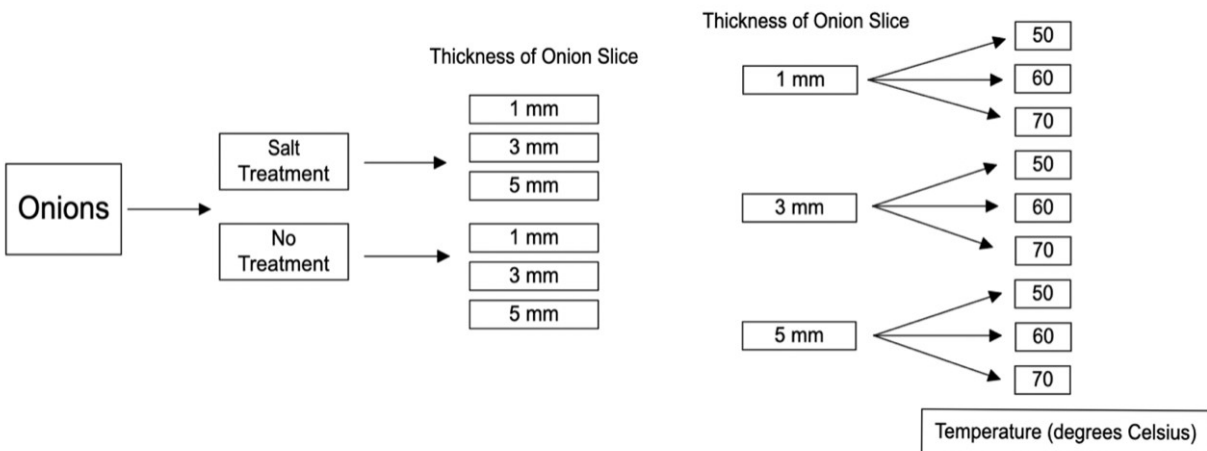 Onions
Salt
Treatment
No
Treatment
Thickness of Onion Slice
1 mm
3 mm
5 mm
1 mm
3 mm
5 mm
Thickness of Onion Slice
1 mm
50
60
70
3 mm
50
60
70
5 mm
50
60
70
Temperature (degrees Celsius)